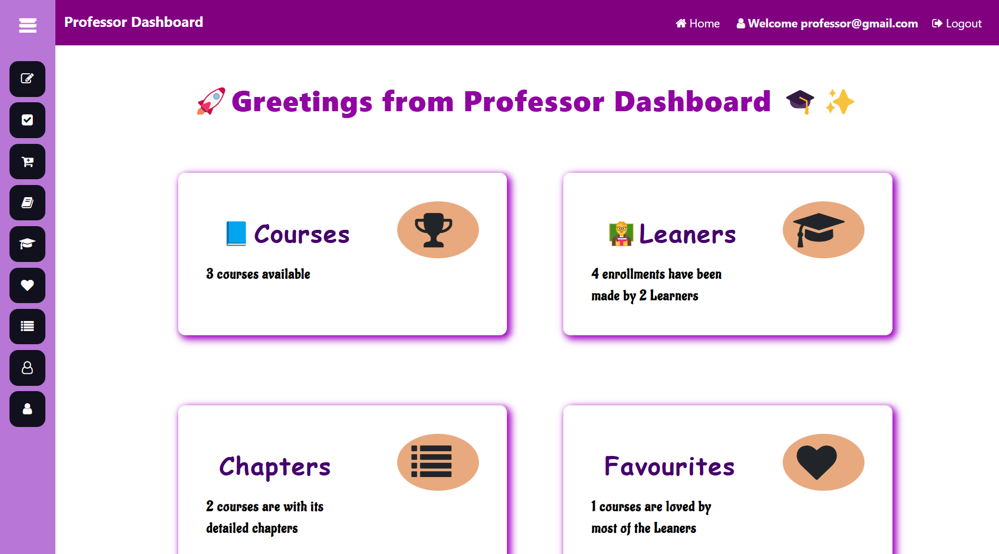 Professor Dashboard
Home
Welcome professor@gmail.com
Logout
Greetings from Professor Dashboard
Courses
3 courses available
Leaners
4 enrollments have been
made by 2 Learners
Chapters
2 courses are with its
detailed chapters
Favourites
1 courses are loved by
most of the Leaners